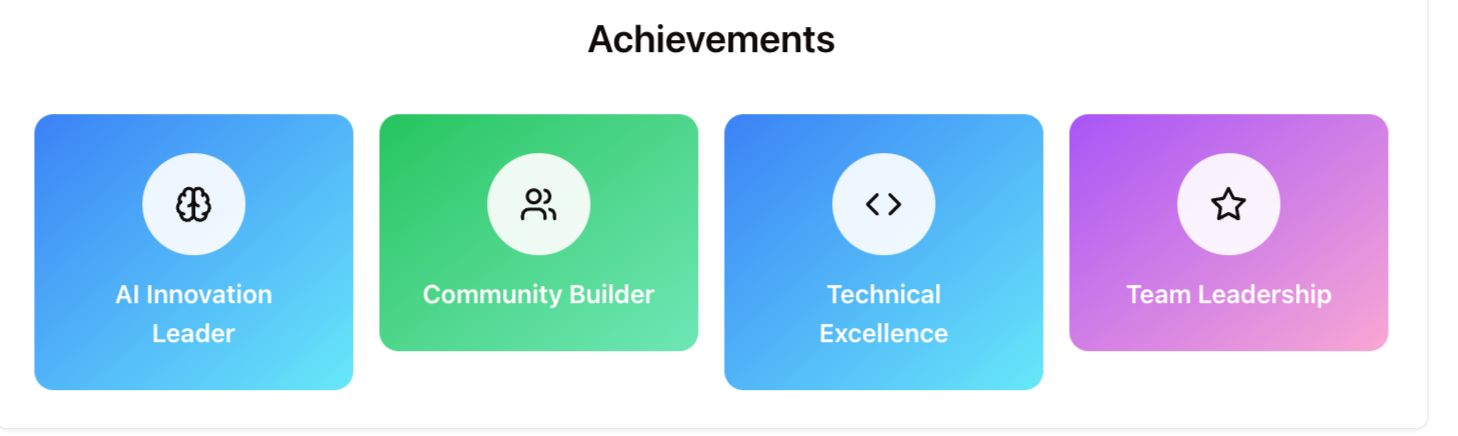 Achievements
AI Innovation
Leader
Community Builder
Technical
Excellence
Team Leadership